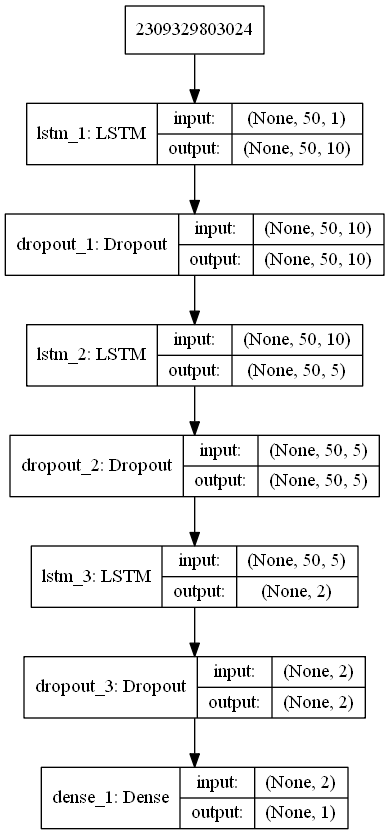 2309329803024
lstm_1: LSTM
input: (None, 50, 1)
output: (None, 50, 10)
dropout_1: Dropout
input: (None, 50, 10)
output: (None, 50, 10)
lstm_2: LSTM
input: (None, 50, 10)
output: (None, 50, 5)
dropout_2: Dropout
input: (None, 50, 5)
output: (None, 50, 5)
lstm_3: LSTM
input: (None, 50, 5)
output: (None, 2)
dropout_3: Dropout
input: (None, 2)
output: (None, 2)
dense_1: Dense
input: (None, 2)
output: (None, 1)